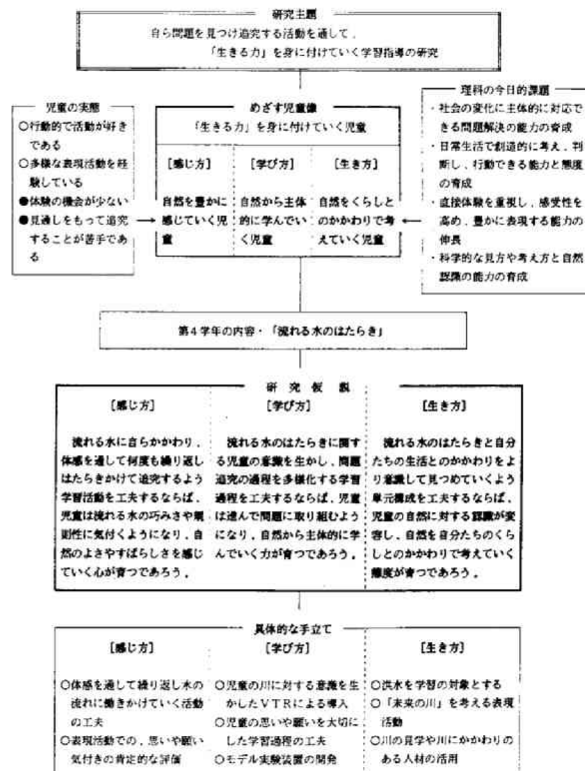 研究主題
自ら問題を見つけ追究する活動を通して，
「生きる力」を身に付けていく学習指導の研究
児童の実態
○行動的で活動が好き
である
○多様な表現活動を経
験している
●体験の機会が少ない
●見通しをもって追究
することが苦手であ
る
めざす児童像
「生きる力」を身に付けていく児童
[感じ方]
自然を豊かに
感じていく児
童
[学び方]
自然から主体
的に学んでい
く児童
[生き方]
自然をくらしと
のかかわりで考
えていく児童
理科の今日的課題
・社会の変化に主体的に対応で
きる問題解決の能力の育成
・日常生活で創造的に考え，判
断し，行動できる能力と態度
の育成
・直接体験を重視し，感受性を
高め，豊かに表現する能力の
伸長
・科学的な見方や考え方と自然
認識の能力の育成
第4学年の内容・「流れる水のはたらき」
研究仮説
[感じ方]
流れる水に自らかかわり，
体感を通して何度も繰り返し
はたらきかけて追究するよう
学習活動を工夫するならば，
児童は流れる水の巧みさや規
則性に気付くようになり，自
然のよさやすばらしさを感じ
ていく心が育つであろう。
[学び方]
流れる水のはたらきに関す
る児童の意識を生かし，問題
追究の過程を多様化する学習
過程を工夫するならば，児童
は進んで問題に取り組むよう
になり，自然から主体的に学
んでいく力が育つであろう。
[生き方]
流れる水のはたらきと自分
たちの生活とのかかわりをよ
り意識して見つめていくよう
単元構成を工夫するならば，
児童の自然に対する認識が変
容し，自然を自分たちのくら
しとのかかわりで考えていく
態度が育つであろう。
具体的な手立て
[感じ方]
○体感を通して繰り返し水の
流れに働きかけていく活動
の工夫
○表現活動での，思いや願い
気付きの肯定的な評価
[学び方]
○児童の川に対する意識を生
かしたVTRによる導入
○児童の思いや願いを大切に
した学習過程の工夫
○モデル実験装置の開発
[生き方]
○洪水を学習の対象とする
○「未来の川」を考える表現
活動
○川の見学や川にかかわりの
ある人材の活用